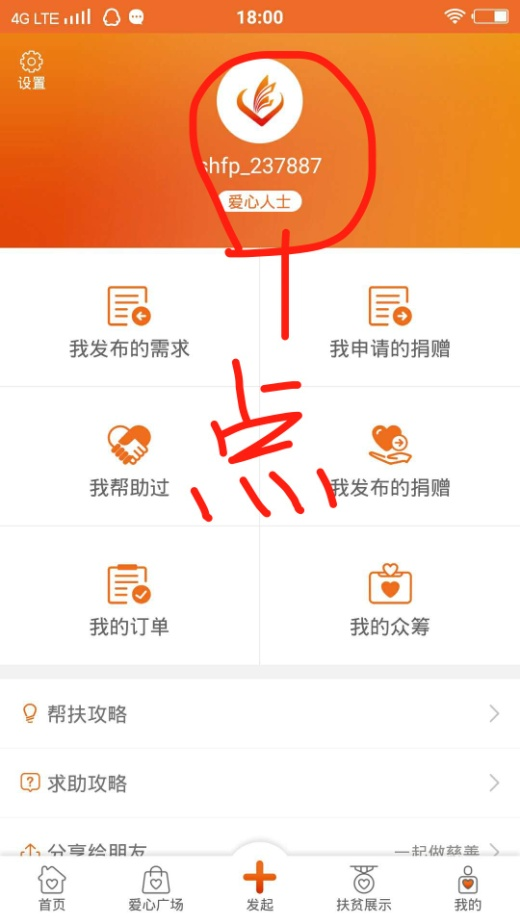 4G LTE 18:00
设置
shfp_237887
爱心人士
我发布的需求 我申请的捐赠
点
我帮助过 我发布的捐赠
我的订单 我的众筹
帮扶攻略
求助攻略
分享给朋友 一起做慈善
首页 爱心广场 发起 扶贫展示 我的